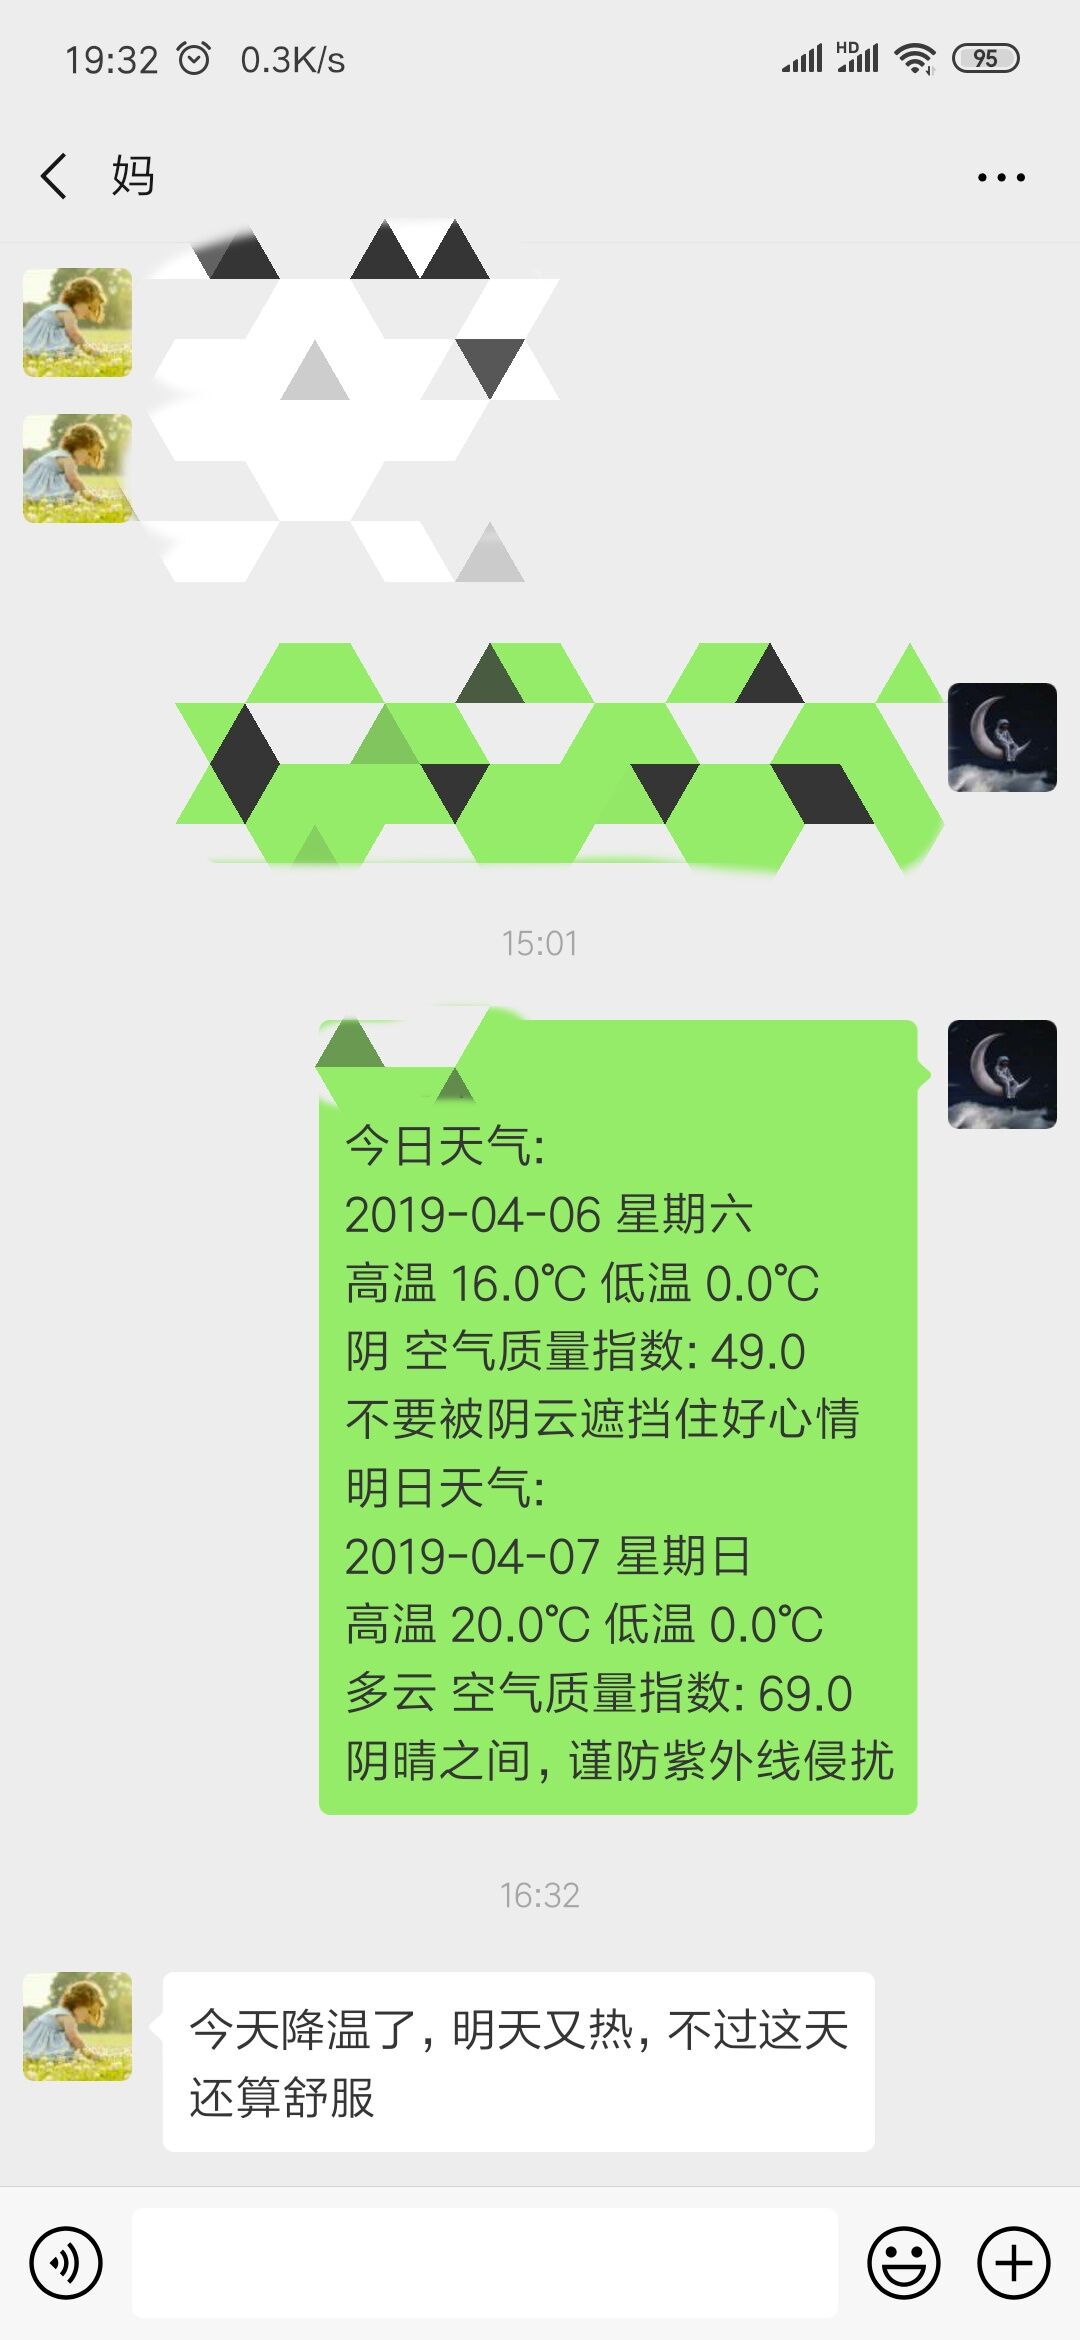 19:32 0.3K/s HD 95
妈
15:01
今日天气:
2019-04-06 星期六
高温 16.0℃ 低温 0.0℃
阴 空气质量指数: 49.0
不要被阴云遮挡住好心情
明日天气:
2019-04-07 星期日
高温 20.0℃ 低温 0.0℃
多云 空气质量指数: 69.0
阴晴之间, 谨防紫外线侵扰
16:32
今天降温了, 明天又热, 不过这天
还算舒服